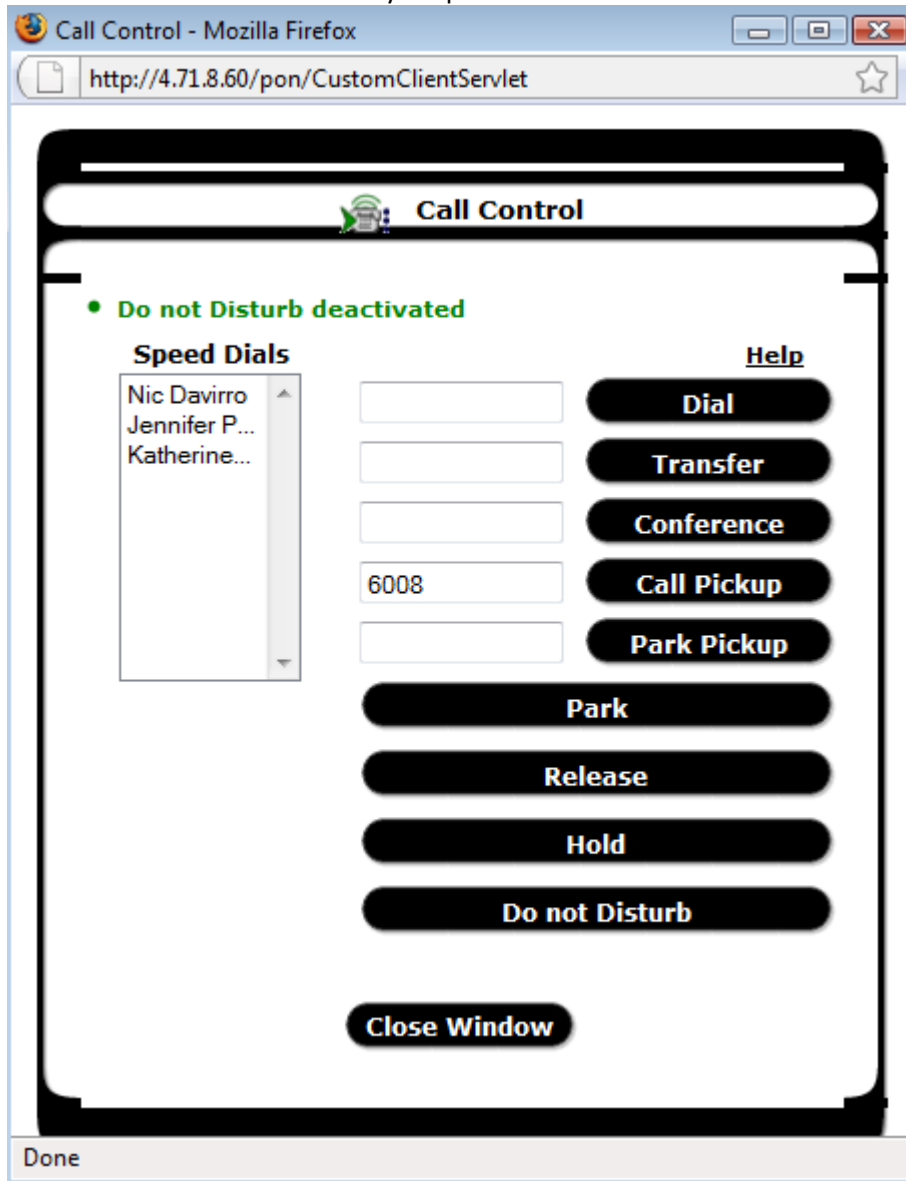 Call Control - Mozilla Firefox
http://4.71.8.60/pon/CustomClientServlet
Call Control
Do not Disturb deactivated
Speed Dials
Help
Nic Davirro
Jennifer P...
Katherine...
Dial
Transfer
Conference
6008 Call Pickup
Park Pickup
Park
Release
Hold
Do not Disturb
Close Window
Done